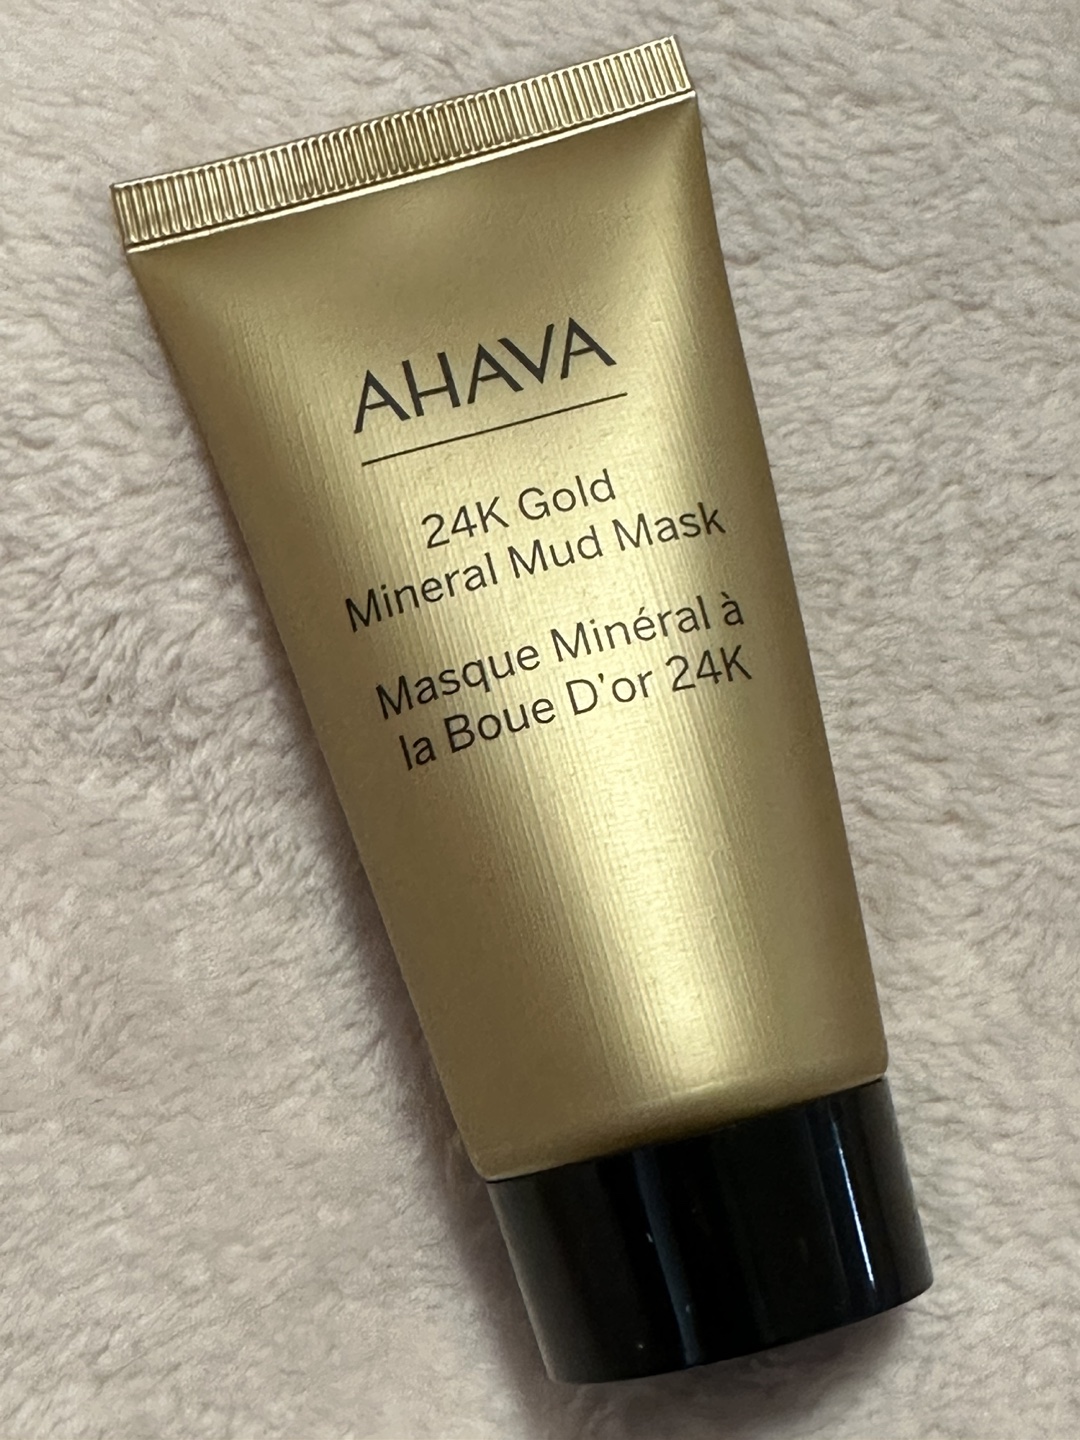 AHAVA
24K Gold
Mineral Mud Mask
Masque Minéral à
la Boue D'or 24K